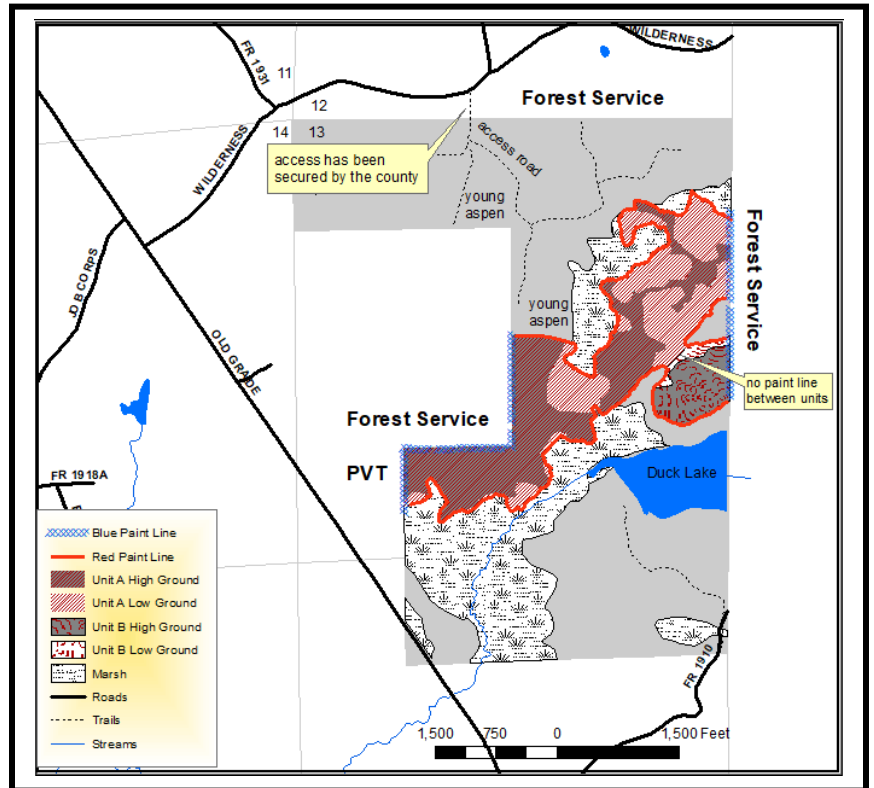 WILDERNESS
FR 1931
11
12
Forest Service
14
13
access has been
secured by the county
access road
WILDERNESS
young
aspen
Forest Service
JD B CORPS
OLD GRADE
young
aspen
no paint line
between units
Forest Service
PVT
Duck Lake
FR 1918A
Blue Paint Line
Red Paint Line
Unit A High Ground
Unit A Low Ground
Unit B High Ground
Unit B Low Ground
Marsh
Roads
Trails
Streams
FR 1910
1,500 750 0 1,500 Feet